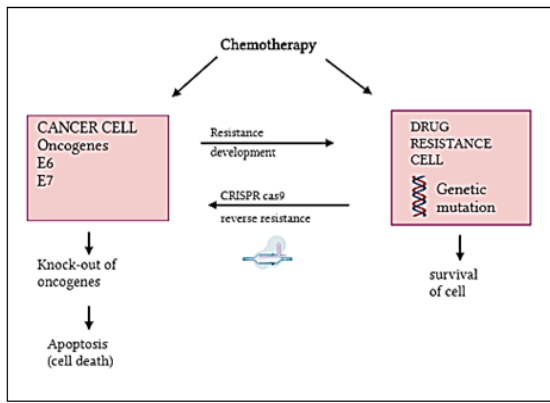 Chemotherapy
CANCER CELL
Oncogenes
E6
E7
Resistance
development
CRISPR cas9
reverse resistance
DRUG
RESISTANCE
CELL
Genetic
mutation
Knock-out of
oncogenes
Apoptosis
(cell death)
survival
of cell